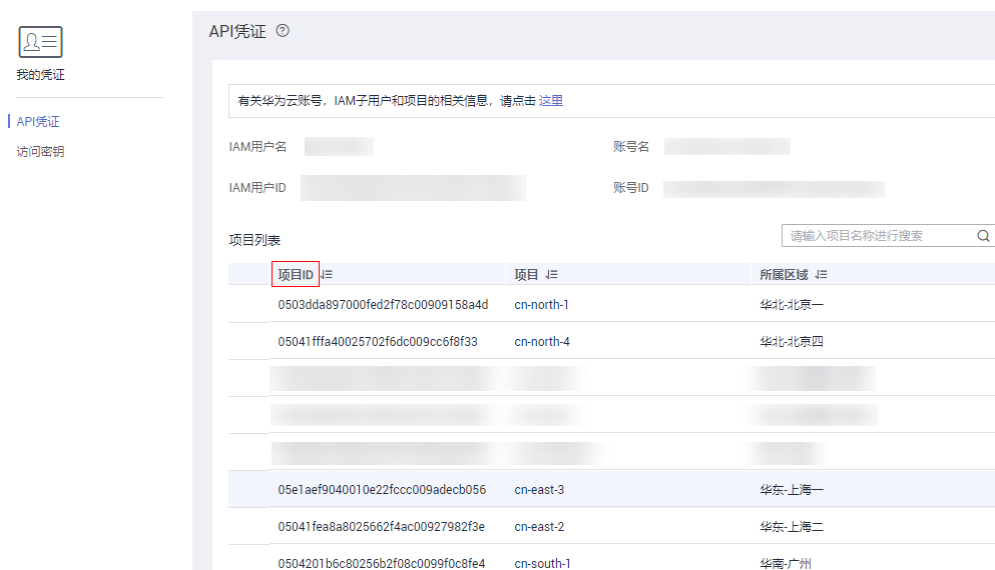 我的凭证
API凭证
访问密钥
API凭证
有关华为云账号，IAM子用户和项目的相关信息，请点击 这里
IAM用户名
账号名
IAM用户ID
账号ID
项目列表
请输入项目名称进行搜索
项目ID 项目 所属区域
0503dda897000fed2f78c00909158a4d cn-north-1 华北-北京一
05041fffa40025702f6dc009cc6f8f33 cn-north-4 华北-北京四
05e1aef9040010e22fccc009adecb056 cn-east-3 华东-上海一
05041fea8a8025662f4ac00927982f3e cn-east-2 华东-上海二
0504201b6c80256b2f08c0099f0c8fe4 cn-south-1 华南-广州